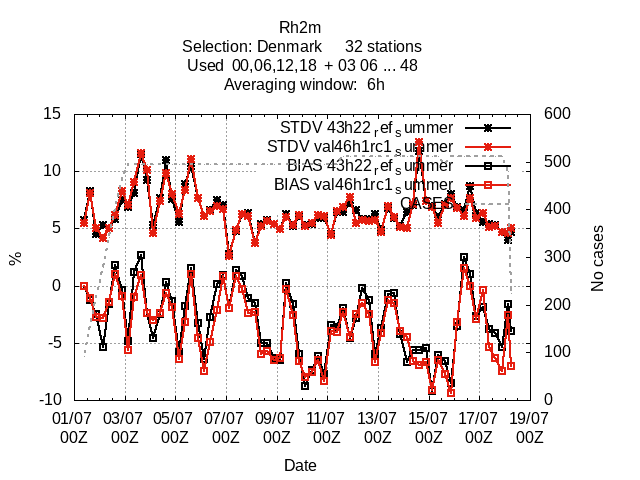 Rh2m
Selection: Denmark 32 stations
Used 00,06,12,18 + 03 06 ... 48
Averaging window: 6h
STDV 43h22_ref_summer
STDV val46h1rc1_summer
BIAS 43h22_ref_summer
BIAS val46h1rc1_summer
CASES
15
10
5
0
-5
-10
%
600
500
400
300
200
100
0
No cases
01/07 03/07 05/07 07/07 09/07 11/07 13/07 15/07 17/07 19/07
00Z 00Z 00Z 00Z 00Z 00Z 00Z 00Z 00Z 00Z
Date